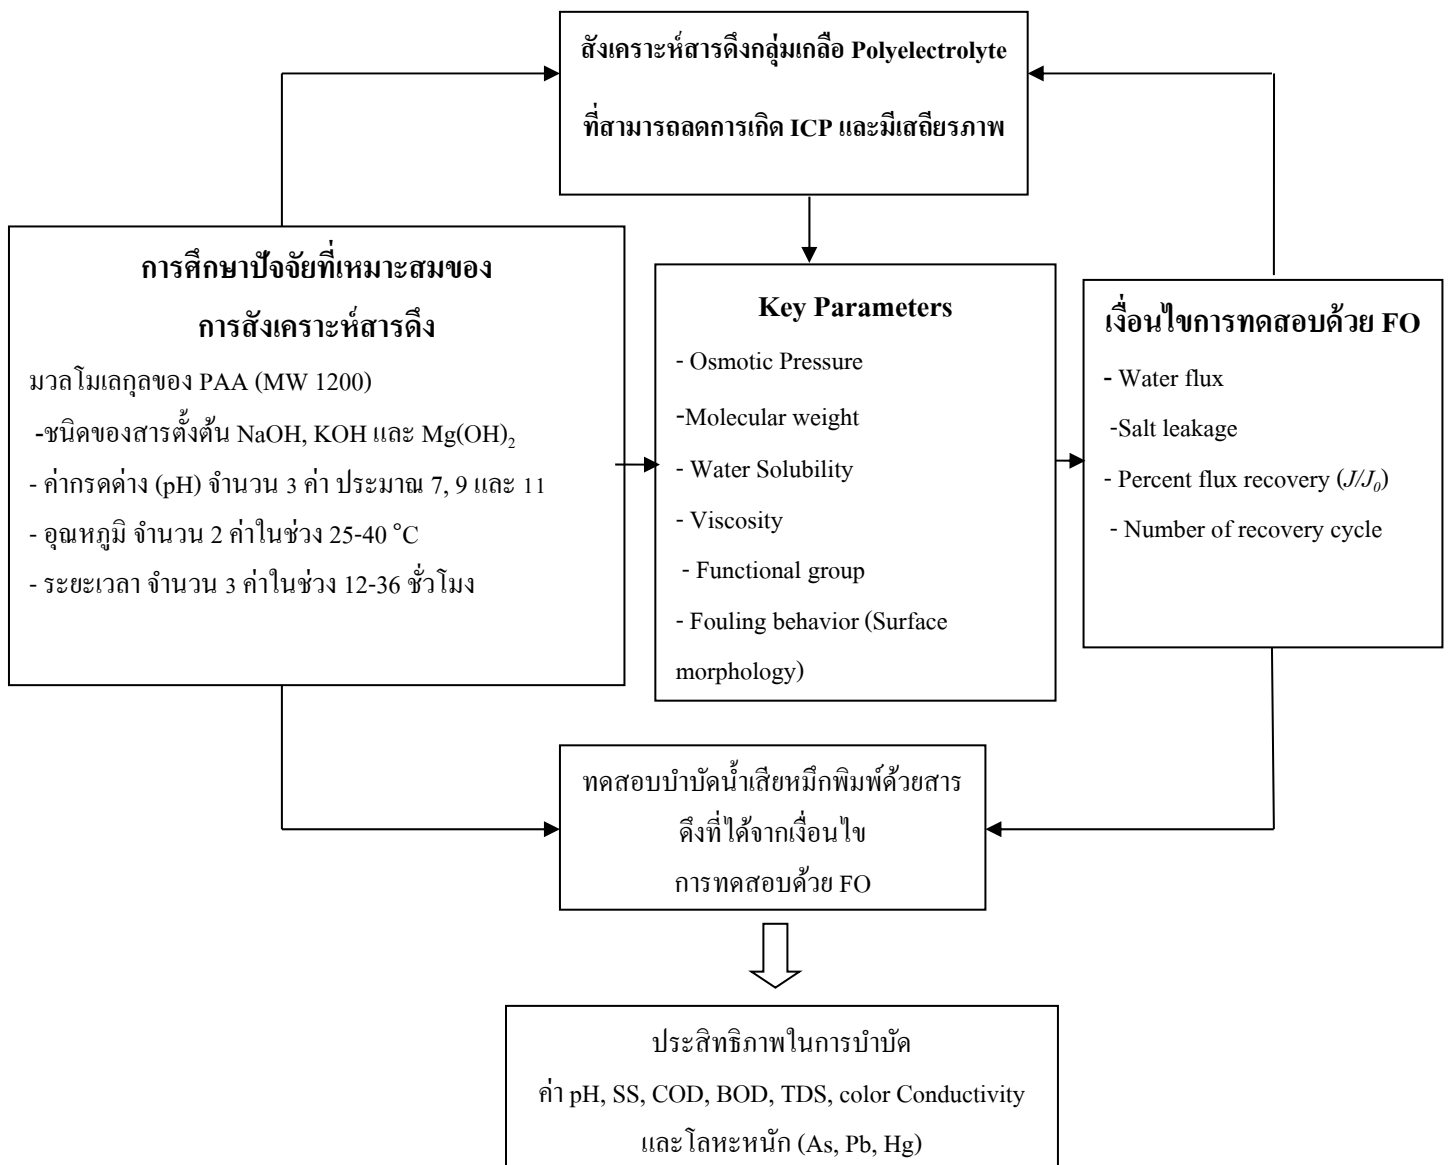 สังเคราะห์สารดึงกลุ่มเกลือ Polyelectrolyte
ที่สามารถลดการเกิด ICP และมีเสถียรภาพ
การศึกษาปัจจัยที่เหมาะสมของ
การสังเคราะห์สารดึง
มวลโมเลกุลของ PAA (MW 1200)
-ชนิดของสารตั้งต้น NaOH, KOH และ Mg(OH)₂
- ค่ากรดด่าง (pH) จำนวน 3 ค่า ประมาณ 7, 9 และ 11
- อุณหภูมิ จำนวน 2 ค่าในช่วง 25-40 °C
- ระยะเวลา จำนวน 3 ค่าในช่วง 12-36 ชั่วโมง
Key Parameters
- Osmotic Pressure
-Molecular weight
- Water Solubility
- Viscosity
- Functional group
- Fouling behavior (Surface
morphology)
เงื่อนไขการทดสอบด้วย FO
- Water flux
-Salt leakage
- Percent flux recovery (J/J₀)
- Number of recovery cycle
ทดสอบบำบัดน้ำเสียหมึกพิมพ์ด้วยสาร
ดึงที่ได้จากเงื่อนไข
การทดสอบด้วย FO
ประสิทธิภาพในการบำบัด
ค่า pH, SS, COD, BOD, TDS, color Conductivity
และโลหะหนัก (As, Pb, Hg)